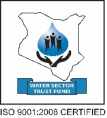 WATER SECTOR
TRUST FUND
ISO 9001:2008 CERTIFIED